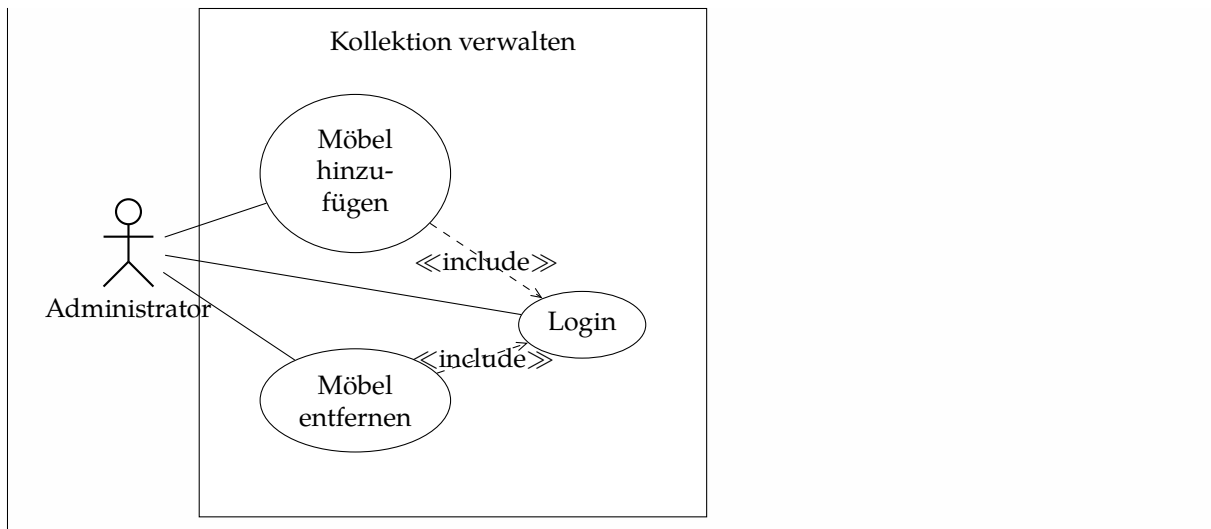 Kollektion verwalten
Möbel
hinzu-
fügen
≪include≫
Administrator
Login
≪include≫
Möbel
entfernen